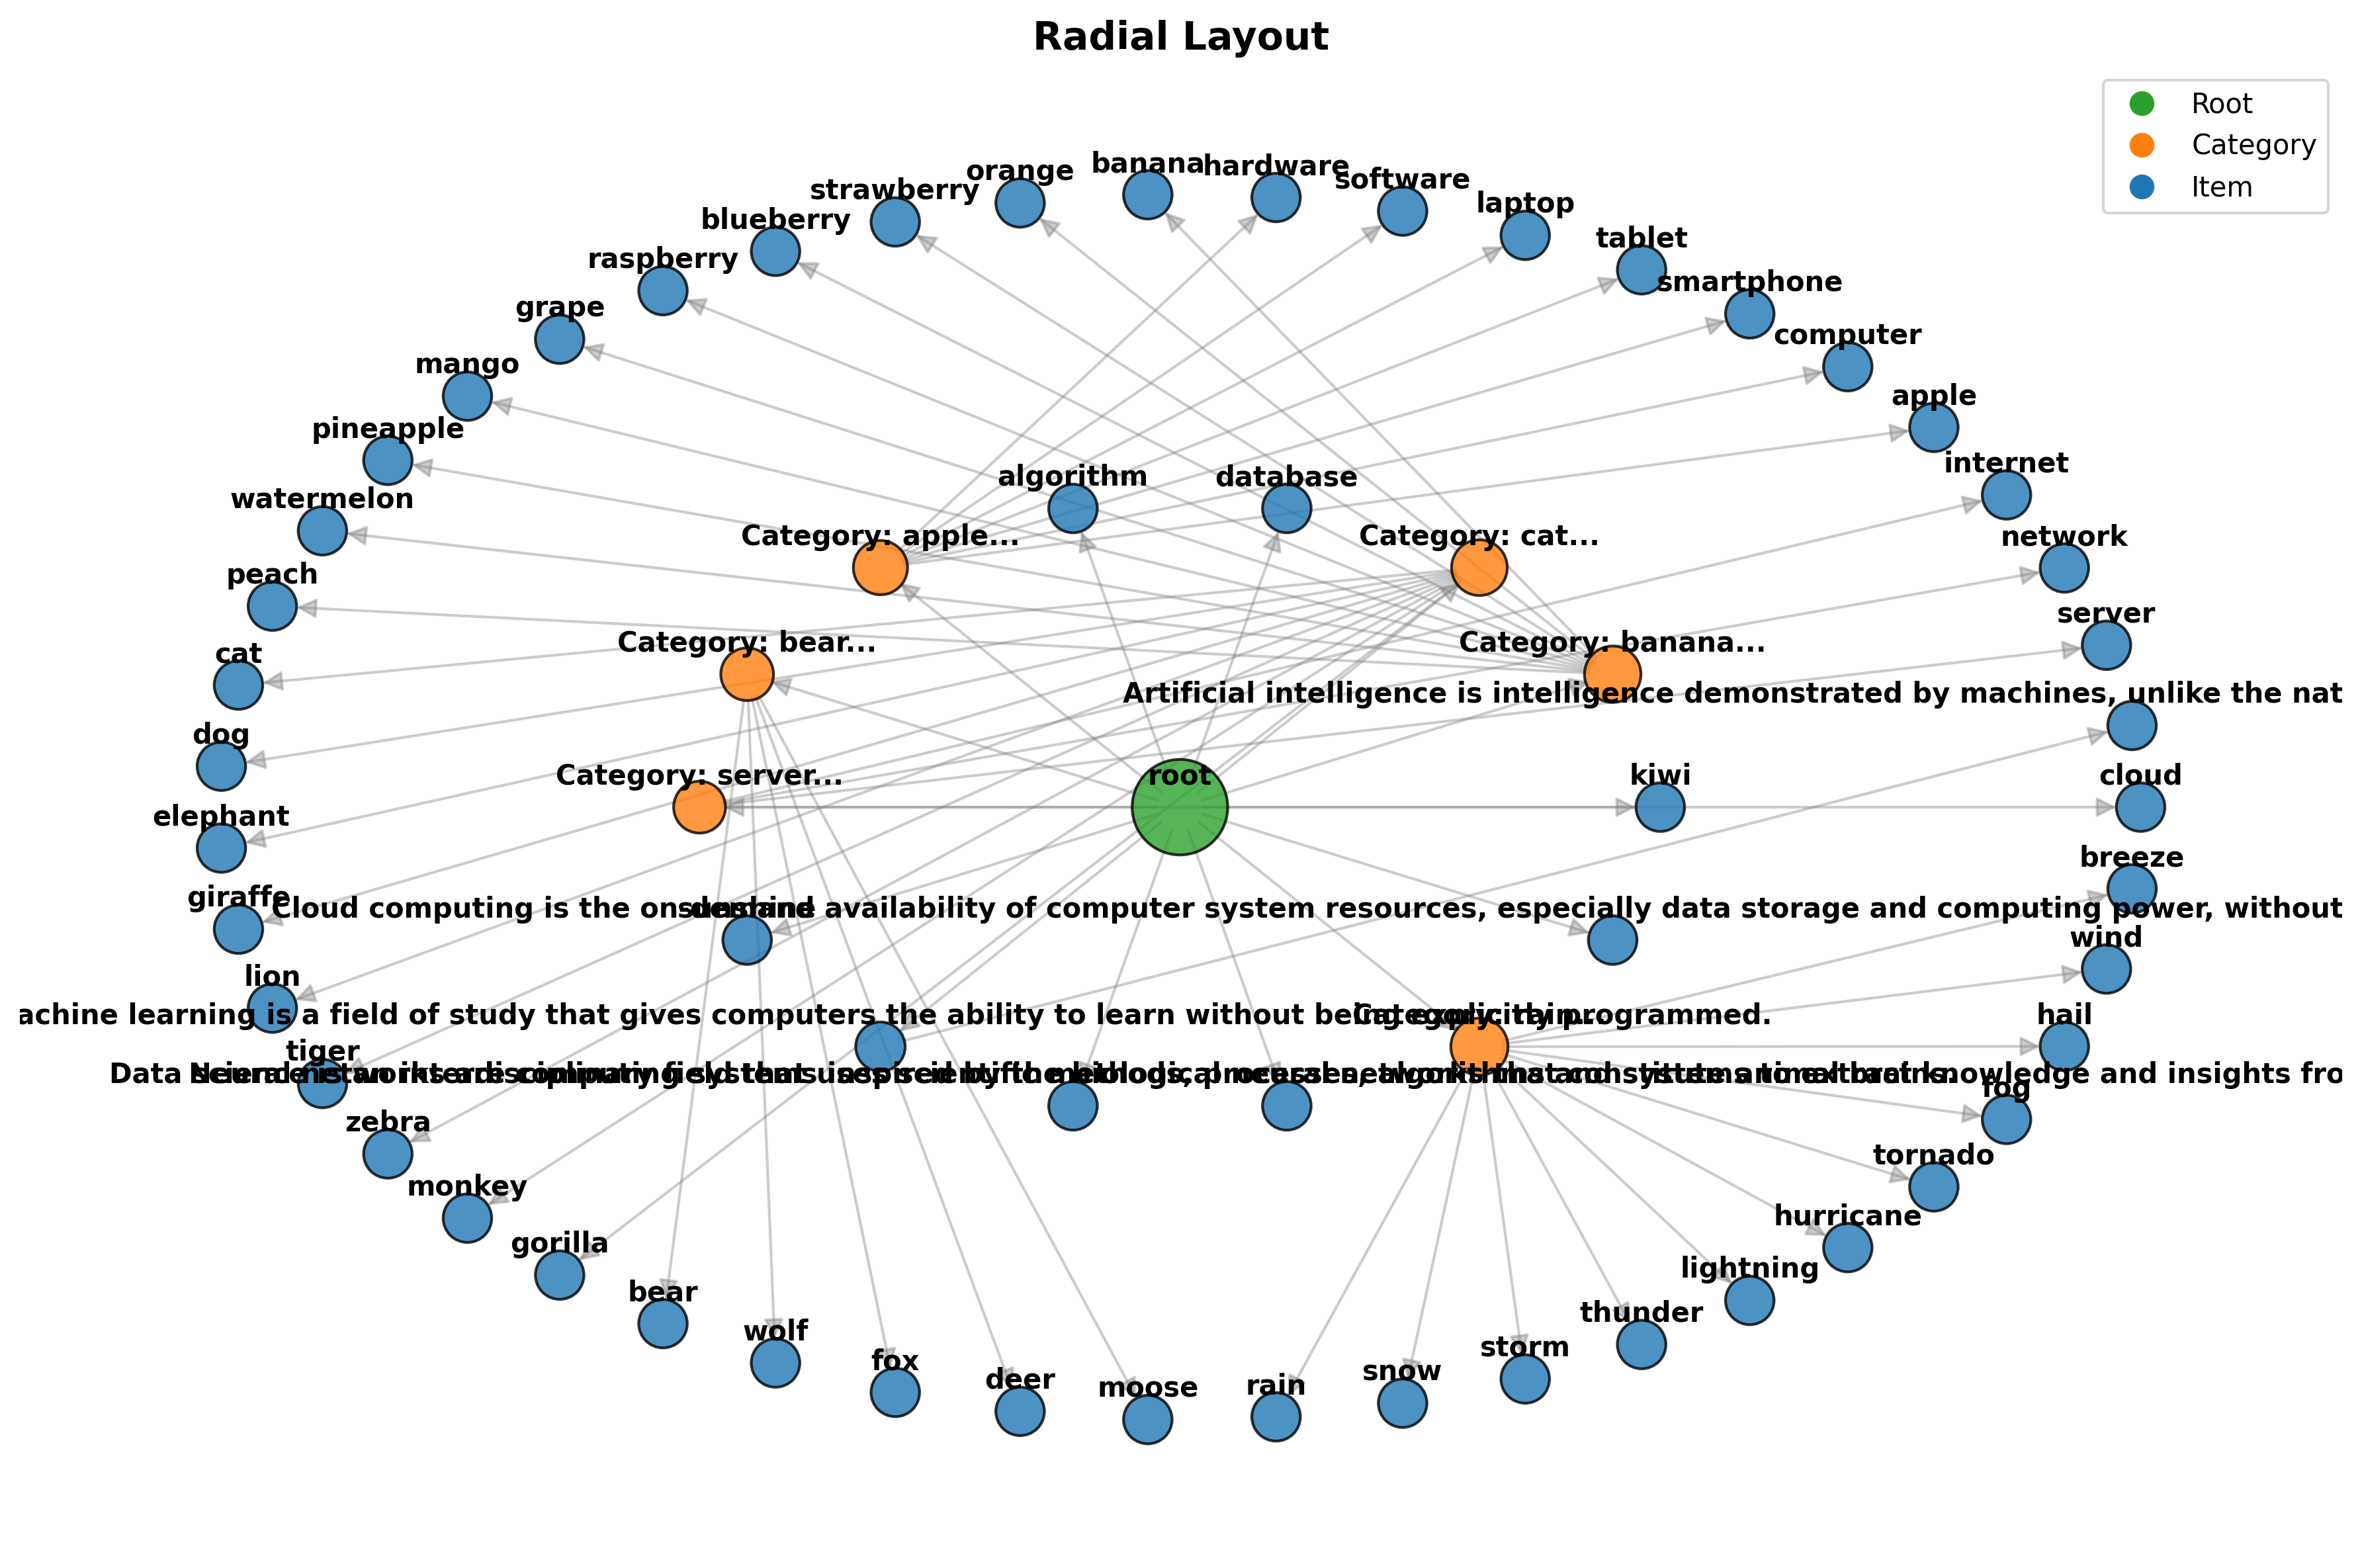 Radial Layout
Root
Category
Item
banana
hardware
orange
software
strawberry
laptop
blueberry
tablet
raspberry
smartphone
grape
computer
mango
apple
pineapple
internet
algorithm
database
watermelon
Category: apple...
Category: cat...
network
peach
server
Category: bear...
Category: banana...
cat
Artificial intelligence is intelligence demonstrated by machines, unlike the nat
dog
Category: server...
root
kiwi
cloud
elephant
breeze
giraffe
Cloud computing is the on-demand availability of computer system resources, especially data storage and computing power, without
sunshine
wind
lion
achine learning is a field of study that gives computers the ability to learn without being explicitly programmed.
Category: rain...
hail
tiger
Data science is an interdisciplinary field that uses scientific methods, processes, algorithms and systems to extract knowledge and insights fro
Neural networks are computing systems inspired by the biological neural networks that constitute animal brains.
fog
zebra
tornado
monkey
hurricane
gorilla
lightning
bear
thunder
wolf
storm
fox
snow
deer
rain
moose